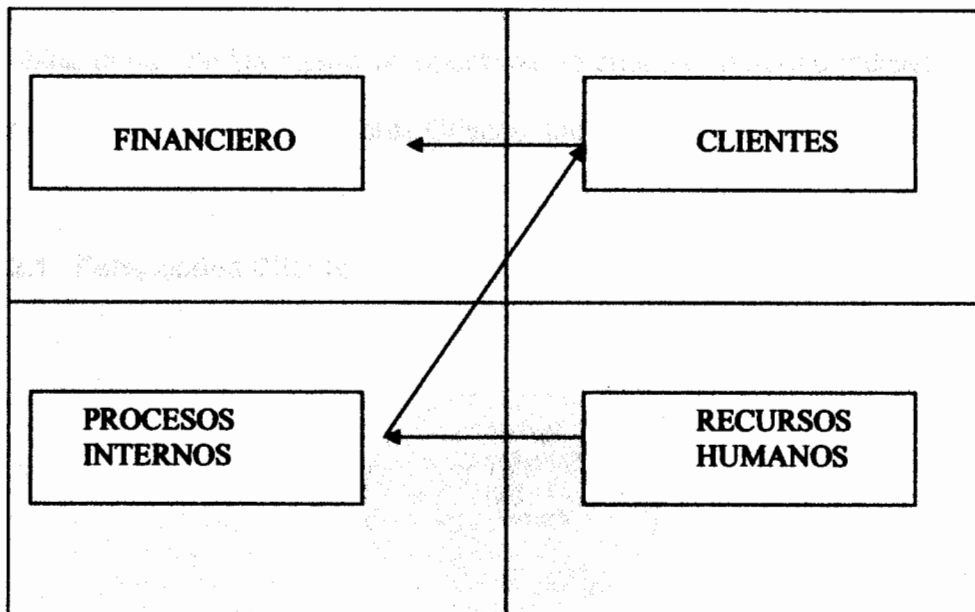 FINANCIERO
CLIENTES
PROCESOS
INTERNOS
RECURSOS
HUMANOS